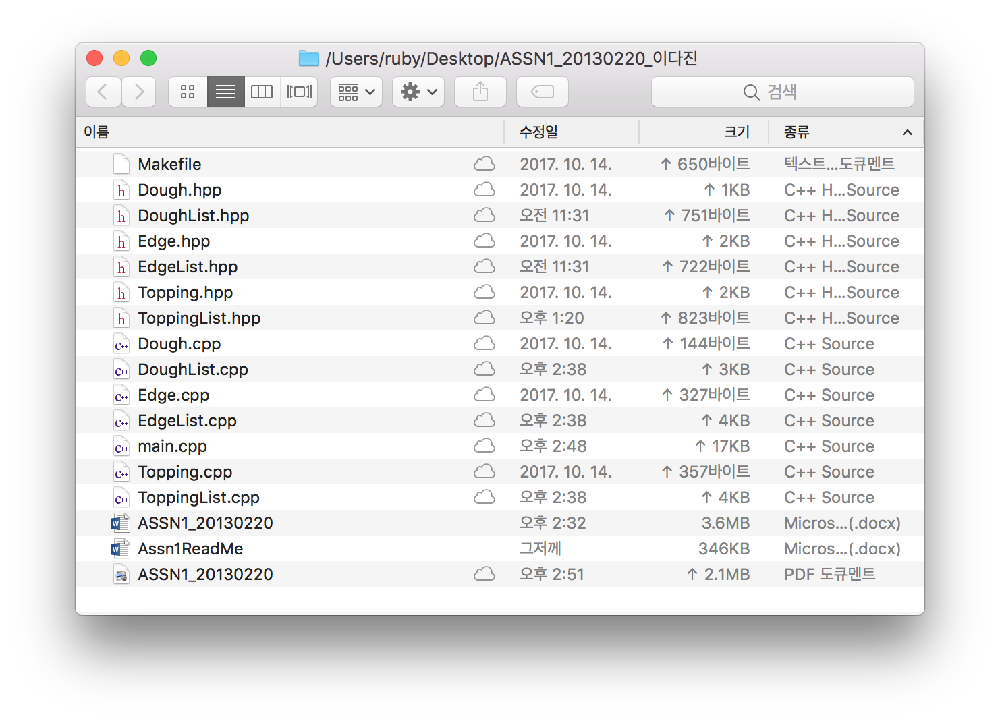 /Users/ruby/Desktop/ASSN1_20130220_이다진
검색
이름 수정일 크기 종류
Makefile 2017. 10. 14. ↑ 650바이트 텍스트...도큐멘트
h Dough.hpp 2017. 10. 14. ↑ 1KB C++ H...Source
h DoughList.hpp 오전 11:31 ↑ 751바이트 C++ H...Source
h Edge.hpp 2017. 10. 14. ↑ 2KB C++ H...Source
h EdgeList.hpp 오전 11:31 ↑ 722바이트 C++ H...Source
h Topping.hpp 2017. 10. 14. ↑ 2KB C++ H...Source
h ToppingList.hpp 오후 1:20 ↑ 823바이트 C++ H...Source
C++ Dough.cpp 2017. 10. 14. ↑ 144바이트 C++ Source
C++ DoughList.cpp 오후 2:38 ↑ 3KB C++ Source
C++ Edge.cpp 2017. 10. 14. ↑ 327바이트 C++ Source
C++ EdgeList.cpp 오후 2:38 ↑ 4KB C++ Source
C++ main.cpp 오후 2:48 ↑ 17KB C++ Source
C++ Topping.cpp 2017. 10. 14. ↑ 357바이트 C++ Source
C++ ToppingList.cpp 오후 2:38 ↑ 4KB C++ Source
W ASSN1_20130220 오후 2:32 3.6MB Micros...(.docx)
W Assn1ReadMe 그저께 346KB Micros...(.docx)
ASSN1_20130220 오후 2:51 ↑ 2.1MB PDF 도큐멘트